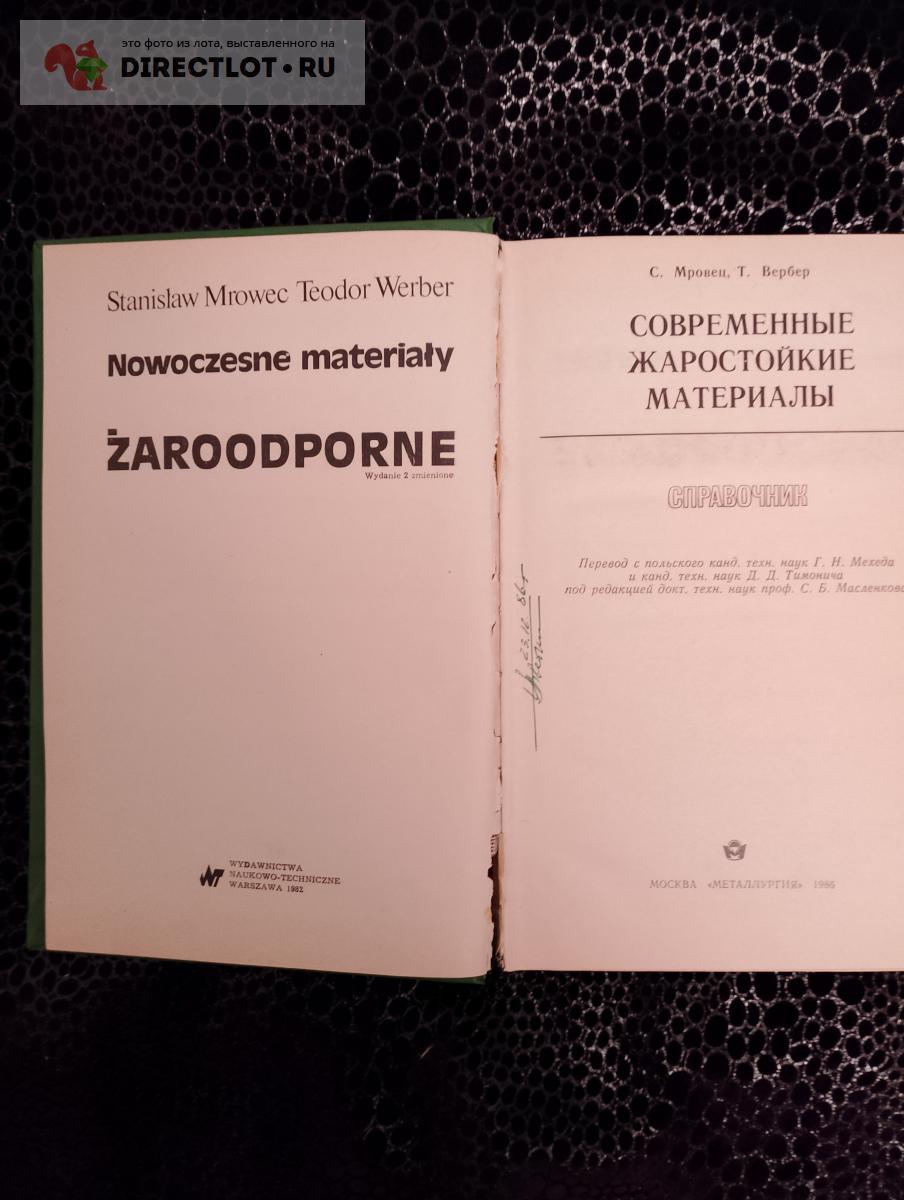 это фото из лота, выставленного на
DIRECTLOT•RU
Stanisław Mrowec Teodor Werber
Nowoczesne materiały
ŻAROODPORNE
Wydanie 2 zmienione
WYDAWNICTWA
NAUKOWO-TECHNICZNE
WARSZAWA 1982
С. Мровец, Т. Вербер
СОВРЕМЕННЫЕ
ЖАРОСТОЙКИЕ
МАТЕРИАЛЫ
СПРАВОЧНИК
Перевод с польского канд. техн. наук Г. Н. Мехеда
и канд. техн. наук Д. Д. Тимонича
под редакцией докт. техн. наук проф. С. Б. Масленкова
МОСКВА «МЕТАЛЛУРГИЯ» 1986